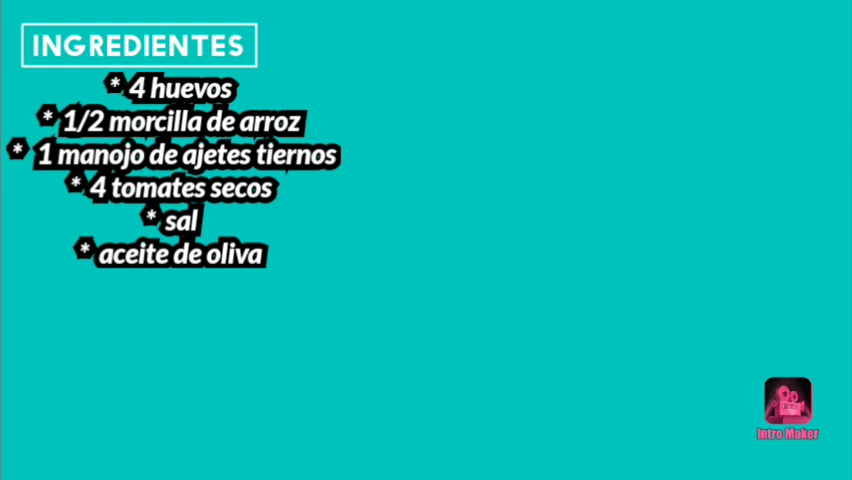 INGREDIENTES
* 4 huevos
* 1/2 morcilla de arroz
* 1 manojo de ajetes tiernos
* 4 tomates secos
* sal
* aceite de oliva
Intro Maker